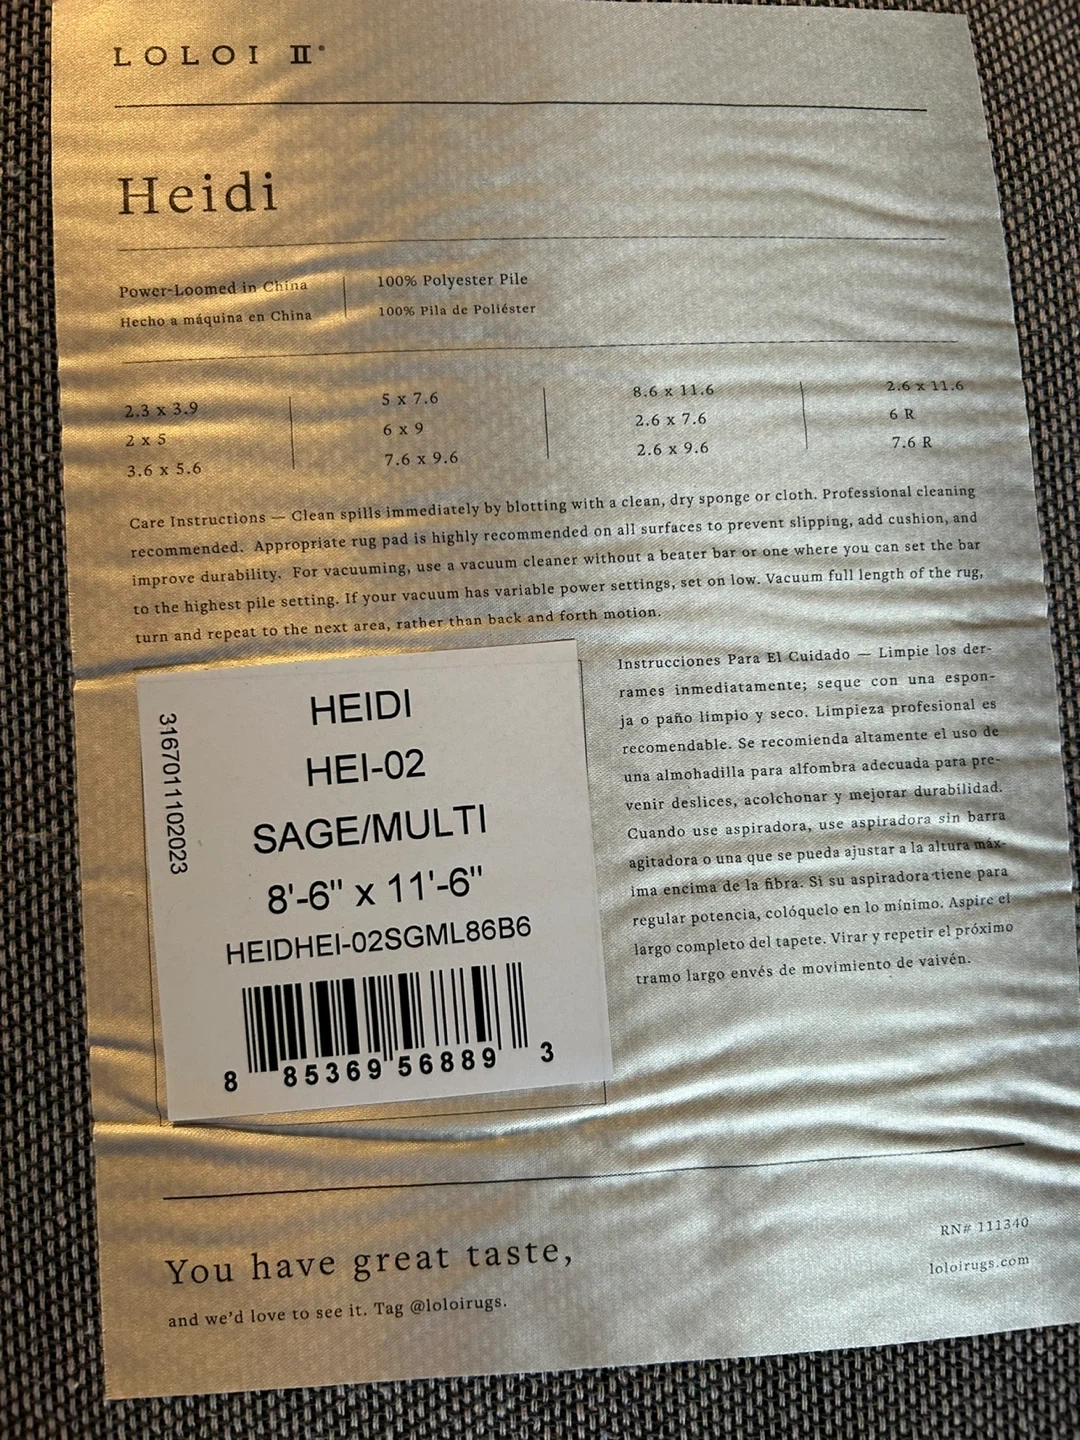 LOLOI II®
Heidi
Power-Loomed in China
Hecho a máquina en China
100% Polyester Pile
100% Pila de Poliéster
2.3 x 3.9
2 x 5
3.6 x 5.6
5 x 7.6
6 x 9
7.6 x 9.6
8.6 x 11.6
2.6 x 7.6
2.6 x 9.6
2.6 x 11.6
6 R
7.6 R
Care Instructions — Clean spills immediately by blotting with a clean, dry sponge or cloth. Professional cleaning
recommended. Appropriate rug pad is highly recommended on all surfaces to prevent slipping, add cushion, and
improve durability. For vacuuming, use a vacuum cleaner without a beater bar or one where you can set the bar
to the highest pile setting. If your vacuum has variable power settings, set on low. Vacuum full length of the rug,
turn and repeat to the next area, rather than back and forth motion.
3167011102023
HEIDI
HEI-02
SAGE/MULTI
8'-6" x 11'-6"
HEIDHEI-02SGML86B6
8 85369 56889 3
Instrucciones Para El Cuidado — Limpie los der-
rames inmediatamente; seque con una espon-
ja o paño limpio y seco. Limpieza profesional es
recomendable. Se recomienda altamente el uso de
una almohadilla para alfombra adecuada para pre-
venir deslices, acolchonar y mejorar durabilidad.
Cuando use aspiradora, use aspiradora sin barra
agitadora o una que se pueda ajustar a la altura máx-
ima encima de la fibra. Si su aspiradora tiene para
regular potencia, colóquelo en lo mínimo. Aspire el
largo completo del tapete. Virar y repetir el próximo
tramo largo envés de movimiento de vaivén.
You have great taste,
and we'd love to see it. Tag @loloirugs.
RN# 111340
loloirugs.com